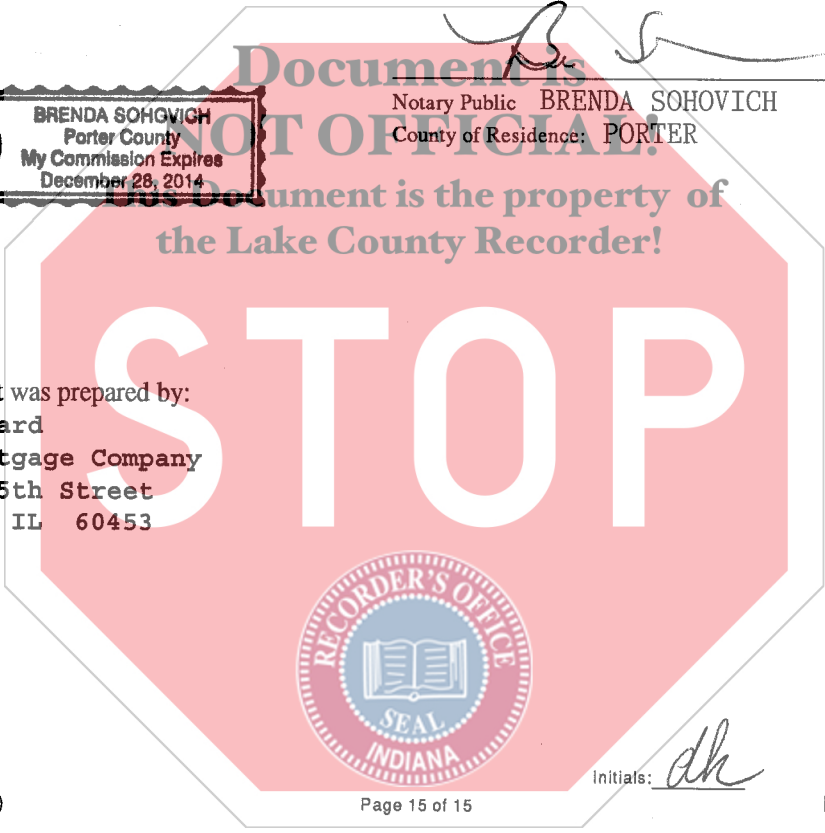 Document is
NOT OFFICIAL!
This Document is the property of
the Lake County Recorder!
BRENDA SOHOVICH
Porter County
My Commission Expires
December 28, 2014
Notary Public BRENDA SOHOVICH
County of Residence: PORTER
STOP
was prepared by:
ard
tgage Company
5th Street
IL 60453
RECORDER'S OFFICE
SEAL
INDIANA
Initials: dh
Page 15 of 15